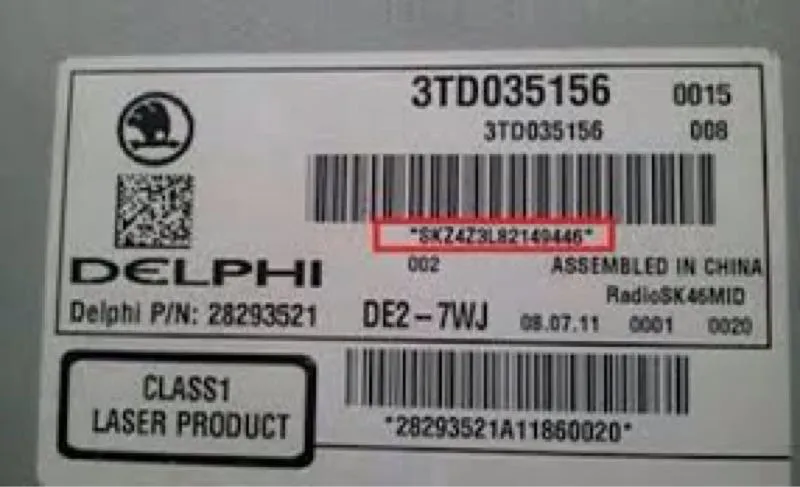 3TD035156 0015
3TD035156 008
*SKZ4Z3L82149446*
002 ASSEMBLED IN CHINA
DELPHI
RadioSK46MID
Delphi P/N: 28293521 DE2-7WJ 08.07.11 0001 0020
CLASS1
LASER PRODUCT
*28293521A11860020*